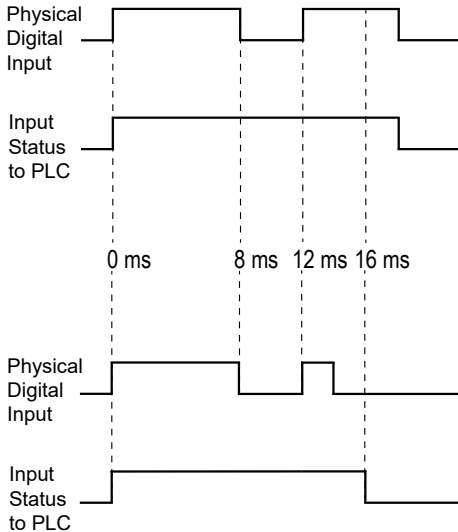 Physical
Digital
Input
Input
Status
to PLC
0 ms 8 ms 12 ms 16 ms
Physical
Digital
Input
Input
Status
to PLC